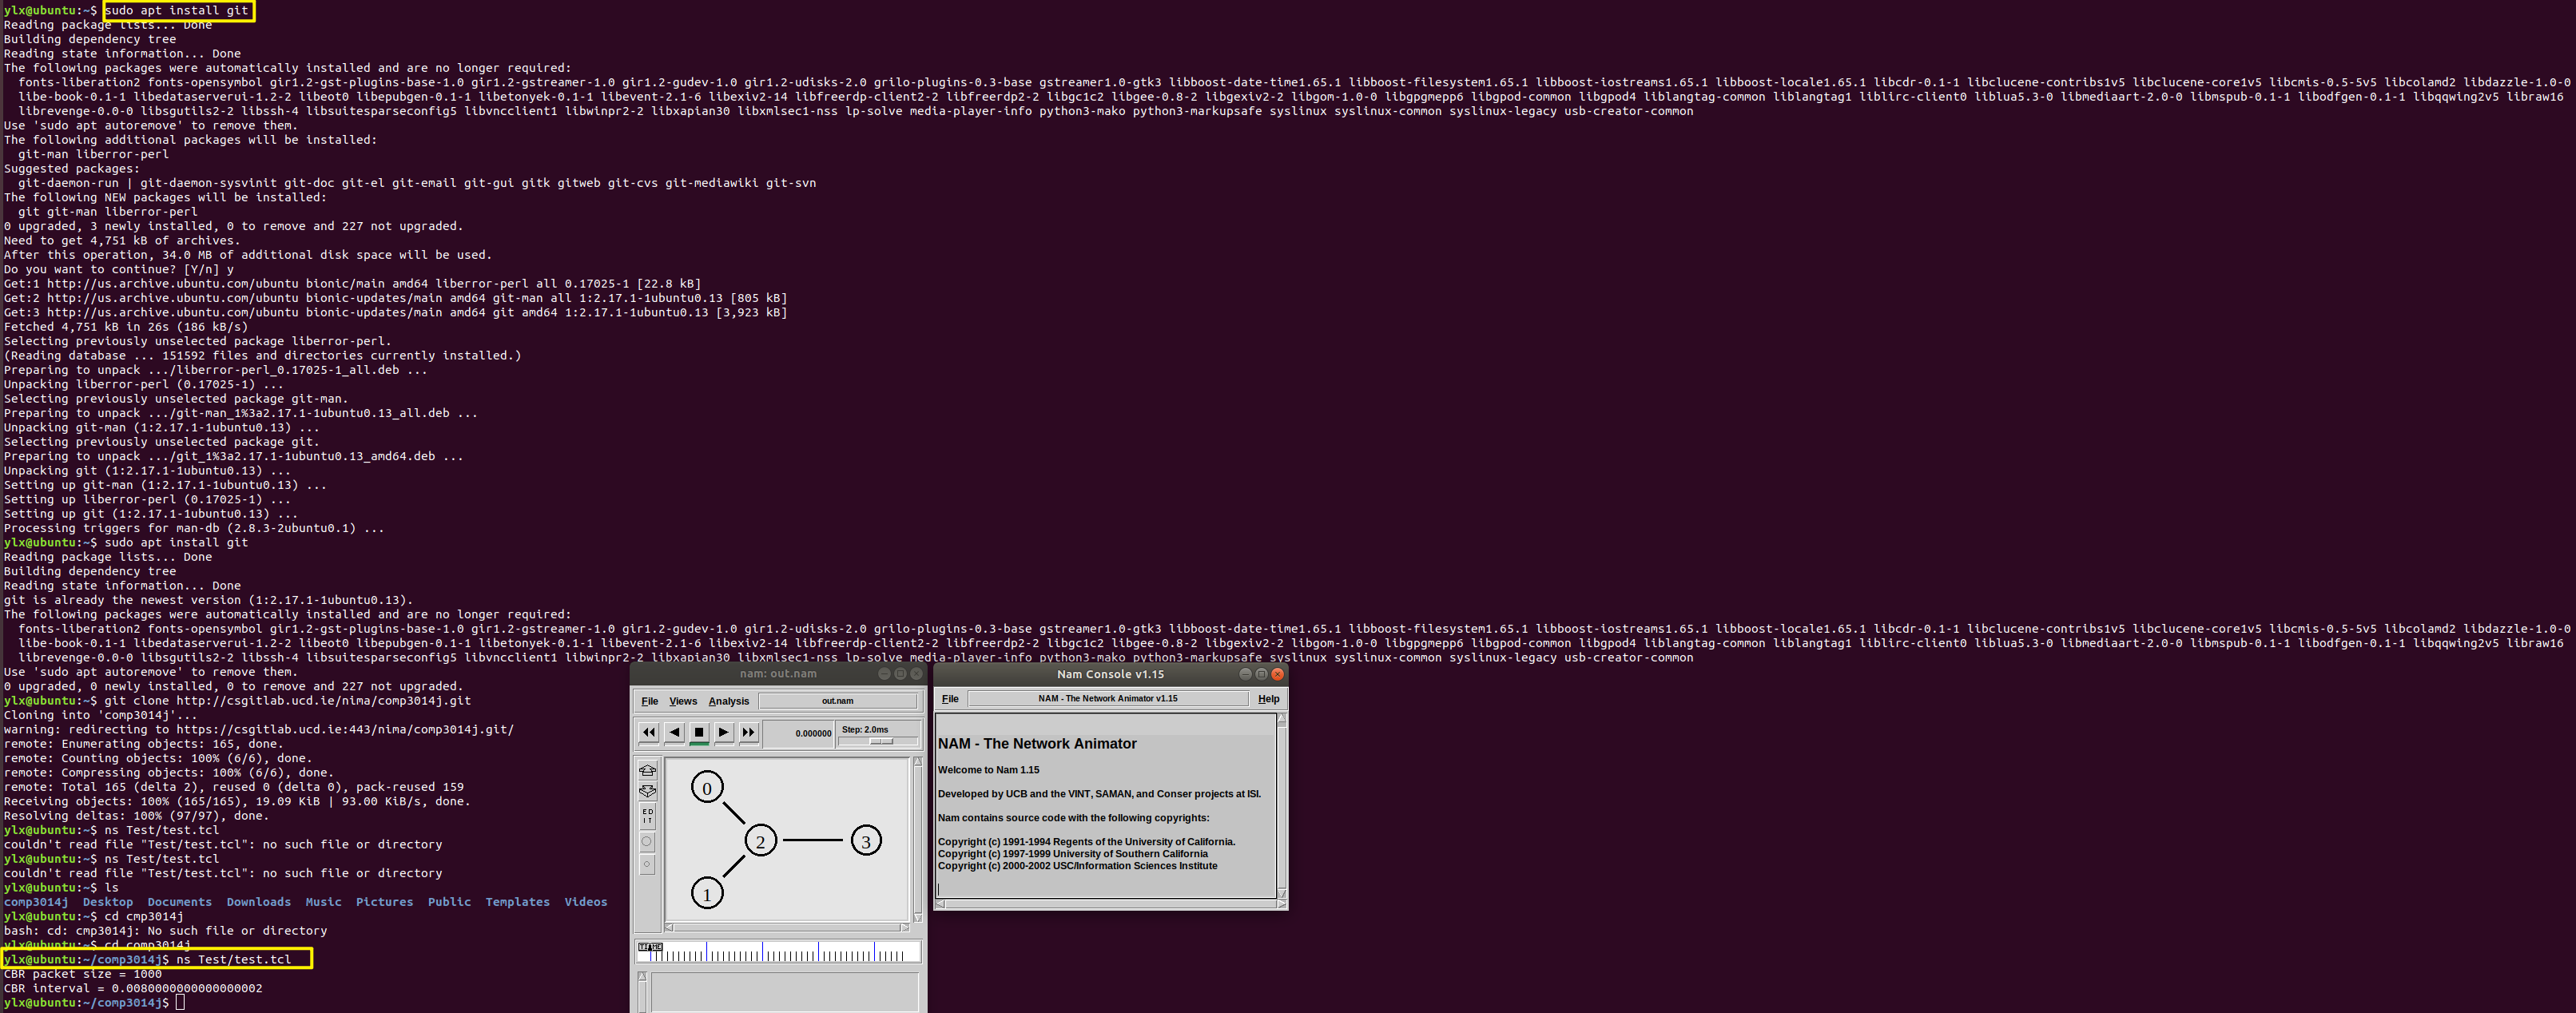 ylx@ubuntu:~$ sudo apt install git
Reading package lists... Done
Building dependency tree
Reading state information... Done
The following packages were automatically installed and are no longer required:
  fonts-liberation2 fonts-opensymbol gir1.2-gst-plugins-base-1.0 gir1.2-gstreamer-1.0 gir1.2-gudev-1.0 gir1.2-udisks-2.0 grilo-plugins-0.3-base gstreamer1.0-gtk3 libboost-date-time1.65.1 libboost-filesystem1.65.1 libboost-iostreams1.65.1 libboost-locale1.65.1 libcdr-0.1-1 libclucene-contribs1v5 libclucene-core1v5 libcmis-0.5-5v5 libcolamd2 libdazzle-1.0-0
  libe-book-0.1-1 libedataserverui-1.2-2 libeot0 libepubgen-0.1-1 libetonyek-0.1-1 libevent-2.1-6 libexiv2-14 libfreerdp-client2-2 libfreerdp2-2 libgc1c2 libgee-0.8-2 libgexiv2-2 libgom-1.0-0 libgpgmepp6 libgpod-common libgpod4 liblangtag-common liblangtag1 liblirc-client0 liblua5.3-0 libmediaart-2.0-0 libmspub-0.1-1 libodfgen-0.1-1 libqqwing2v5 libraw16
  librevenge-0.0-0 libsgutils2-2 libssh-4 libsuitesparseconfig5 libvncclient1 libwinpr2-2 libxapian30 libxmlsec1-nss lp-solve media-player-info python3-mako python3-markupsafe syslinux syslinux-common syslinux-legacy usb-creator-common
Use 'sudo apt autoremove' to remove them.
The following additional packages will be installed:
  git-man liberror-perl
Suggested packages:
  git-daemon-run | git-daemon-sysvinit git-doc git-el git-email git-gui gitk gitweb git-cvs git-mediawiki git-svn
The following NEW packages will be installed:
  git git-man liberror-perl
0 upgraded, 3 newly installed, 0 to remove and 227 not upgraded.
Need to get 4,751 kB of archives.
After this operation, 34.0 MB of additional disk space will be used.
Do you want to continue? [Y/n] y
Get:1 http://us.archive.ubuntu.com/ubuntu bionic/main amd64 liberror-perl all 0.17025-1 [22.8 kB]
Get:2 http://us.archive.ubuntu.com/ubuntu bionic-updates/main amd64 git-man all 1:2.17.1-1ubuntu0.13 [805 kB]
Get:3 http://us.archive.ubuntu.com/ubuntu bionic-updates/main amd64 git amd64 1:2.17.1-1ubuntu0.13 [3,923 kB]
Fetched 4,751 kB in 26s (186 kB/s)
Selecting previously unselected package liberror-perl.
(Reading database ... 151592 files and directories currently installed.)
Preparing to unpack .../liberror-perl_0.17025-1_all.deb ...
Unpacking liberror-perl (0.17025-1) ...
Selecting previously unselected package git-man.
Preparing to unpack .../git-man_1%3a2.17.1-1ubuntu0.13_all.deb ...
Unpacking git-man (1:2.17.1-1ubuntu0.13) ...
Selecting previously unselected package git.
Preparing to unpack .../git_1%3a2.17.1-1ubuntu0.13_amd64.deb ...
Unpacking git (1:2.17.1-1ubuntu0.13) ...
Setting up git-man (1:2.17.1-1ubuntu0.13) ...
Setting up liberror-perl (0.17025-1) ...
Setting up git (1:2.17.1-1ubuntu0.13) ...
Processing triggers for man-db (2.8.3-2ubuntu0.1) ...
ylx@ubuntu:~$ sudo apt install git
Reading package lists... Done
Building dependency tree
Reading state information... Done
git is already the newest version (1:2.17.1-1ubuntu0.13).
The following packages were automatically installed and are no longer required:
  fonts-liberation2 fonts-opensymbol gir1.2-gst-plugins-base-1.0 gir1.2-gstreamer-1.0 gir1.2-gudev-1.0 gir1.2-udisks-2.0 grilo-plugins-0.3-base gstreamer1.0-gtk3 libboost-date-time1.65.1 libboost-filesystem1.65.1 libboost-iostreams1.65.1 libboost-locale1.65.1 libcdr-0.1-1 libclucene-contribs1v5 libclucene-core1v5 libcmis-0.5-5v5 libcolamd2 libdazzle-1.0-0
  libe-book-0.1-1 libedataserverui-1.2-2 libeot0 libepubgen-0.1-1 libetonyek-0.1-1 libevent-2.1-6 libexiv2-14 libfreerdp-client2-2 libfreerdp2-2 libgc1c2 libgee-0.8-2 libgexiv2-2 libgom-1.0-0 libgpgmepp6 libgpod-common libgpod4 liblangtag-common liblangtag1 liblirc-client0 liblua5.3-0 libmediaart-2.0-0 libmspub-0.1-1 libodfgen-0.1-1 libqqwing2v5 libraw16
  librevenge-0.0-0 libsgutils2-2 libssh-4 libsuitesparseconfig5 libvncclient1 libwinpr2-2 libxapian30 libxmlsec1-nss lp-solve media-player-info python3-mako python3-markupsafe syslinux syslinux-common syslinux-legacy usb-creator-common
Use 'sudo apt autoremove' to remove them.
0 upgraded, 0 newly installed, 0 to remove and 227 not upgraded.
ylx@ubuntu:~$ git clone http://csgitlab.ucd.ie/nima/comp3014j.git
Cloning into 'comp3014j'...
warning: redirecting to https://csgitlab.ucd.ie:443/nima/comp3014j.git/
remote: Enumerating objects: 165, done.
remote: Counting objects: 100% (6/6), done.
remote: Compressing objects: 100% (6/6), done.
remote: Total 165 (delta 2), reused 0 (delta 0), pack-reused 159
Receiving objects: 100% (165/165), 19.09 KiB | 93.00 KiB/s, done.
Resolving deltas: 100% (97/97), done.
ylx@ubuntu:~$ ns Test/test.tcl
couldn't read file "Test/test.tcl": no such file or directory
ylx@ubuntu:~$ ns Test/test.tcl
couldn't read file "Test/test.tcl": no such file or directory
ylx@ubuntu:~$ ls
comp3014j  Desktop  Documents  Downloads  Music  Pictures  Public  Templates  Videos
ylx@ubuntu:~$ cd cmp3014j
bash: cd: cmp3014j: No such file or directory
ylx@ubuntu:~$ cd comp3014j
ylx@ubuntu:~/comp3014j$ ns Test/test.tcl
CBR packet size = 1000
CBR interval = 0.0080000000000000002
ylx@ubuntu:~/comp3014j$
nam: out.nam
File Views Analysis out.nam
0.000000 Step: 2.0ms
ED
IT
0
2 3
1
TIME
Nam Console v1.15
File NAM - The Network Animator v1.15 Help
NAM - The Network Animator
Welcome to Nam 1.15
Developed by UCB and the VINT, SAMAN, and Conser projects at ISI.
Nam contains source code with the following copyrights:
Copyright (c) 1991-1994 Regents of the University of California.
Copyright (c) 1997-1999 University of Southern California
Copyright (c) 2000-2002 USC/Information Sciences Institute